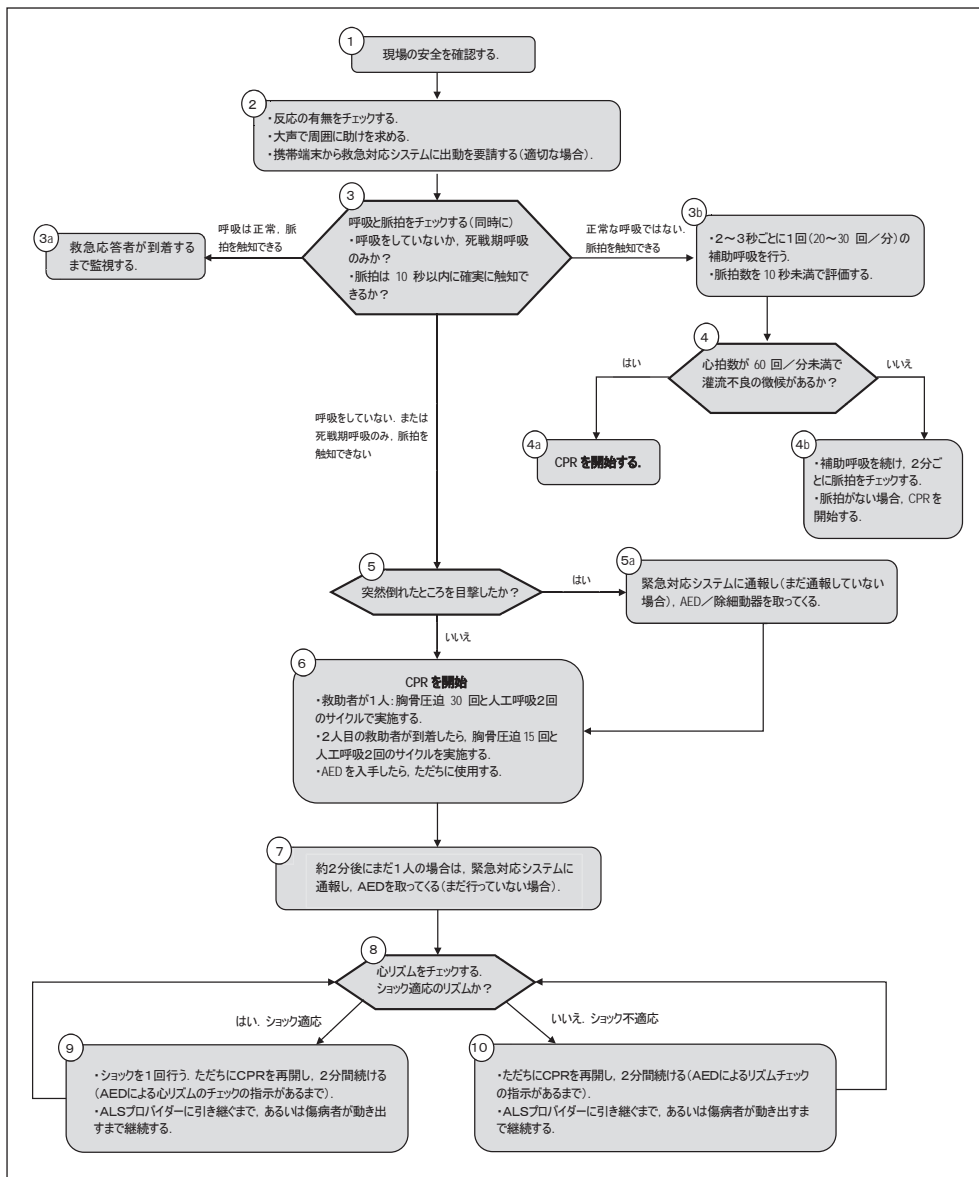 1
現場の安全を確認する.
2
・反応の有無をチェックする.
・大声で周囲に助けを求める.
・携帯端末から救急対応システムに出動を要請する(適切な場合).
3
呼吸と脈拍をチェックする(同時に)
・呼吸をしていないか, 死戦期呼吸
のみか?
・脈拍は 10 秒以内に確実に触知で
きるか?
呼吸は正常, 脈
拍を触知できる
3a
救急応答者が到着する
まで監視する.
正常な呼吸ではない.
脈拍を触知できる
3b
・2〜3秒ごとに1回(20〜30 回/分)の
補助呼吸を行う.
・脈拍数を10秒未満で評価する.
4
心拍数が 60 回/分未満で
灌流不良の徴候があるか?
はい
いいえ
4a
CPR を開始する.
4b
・補助呼吸を続け, 2分ご
とに脈拍をチェックする.
・脈拍がない場合, CPRを
開始する.
呼吸をしていない. または
死戦期呼吸のみ, 脈拍を
触知できない
5
突然倒れたところを目撃したか?
はい
5a
緊急対応システムに通報し(まだ通報していない
場合), AED/除細動器を取ってくる.
いいえ
6
CPR を開始
・救助者が1人:胸骨圧迫 30 回と人工呼吸2回
のサイクルで実施する.
・2人目の救助者が到着したら, 胸骨圧迫15回と
人工呼吸2回のサイクルを実施する.
・AED を入手したら, ただちに使用する.
7
約2分後にまだ1人の場合は, 緊急対応システムに
通報し, AEDを取ってくる(まだ行っていない場合).
8
心リズムをチェックする.
ショック適応のリズムか?
はい. ショック適応
いいえ. ショック不適応
9
・ショックを1回行う. ただちにCPRを再開し, 2分間続ける
(AEDによる心リズムのチェックの指示があるまで).
・ALSプロバイダーに引き継ぐまで, あるいは傷病者が動き出
すまで継続する.
10
・ただちにCPRを再開し, 2分間続ける(AEDによるリズムチェック
の指示があるまで).
・ALSプロバイダーに引き継ぐまで, あるいは傷病者が動き出すま
で継続する.